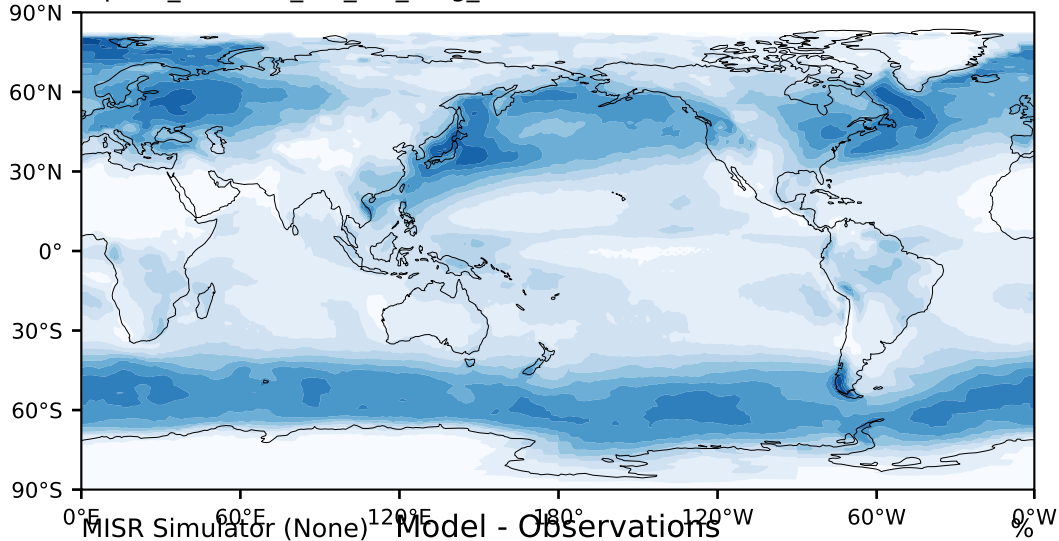 90°N
60°N
30°N
0°
30°S
60°S
90°S
0°E 60°E 120°E 180° 120°W 60°W 0°W
MISR Simulator (None) Model - Observations %